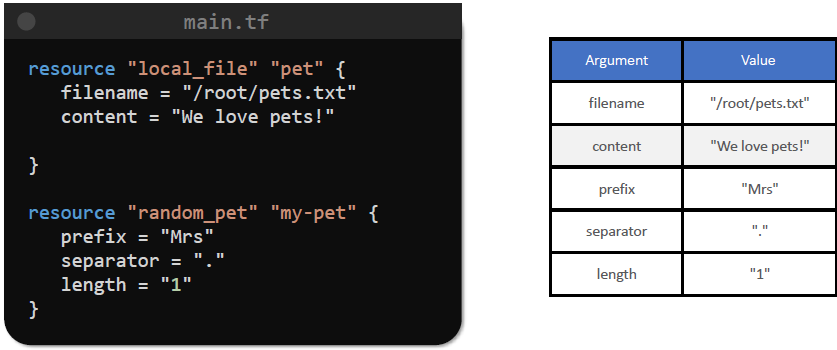 main.tf
resource "local_file" "pet" {
filename = "/root/pets.txt"
content = "We love pets!"
}
resource "random_pet" "my-pet" {
prefix = "Mrs"
separator = "."
length = "1"
}
Argument Value
filename "/root/pets.txt"
content "We love pets!"
prefix "Mrs"
separator "."
length "1"